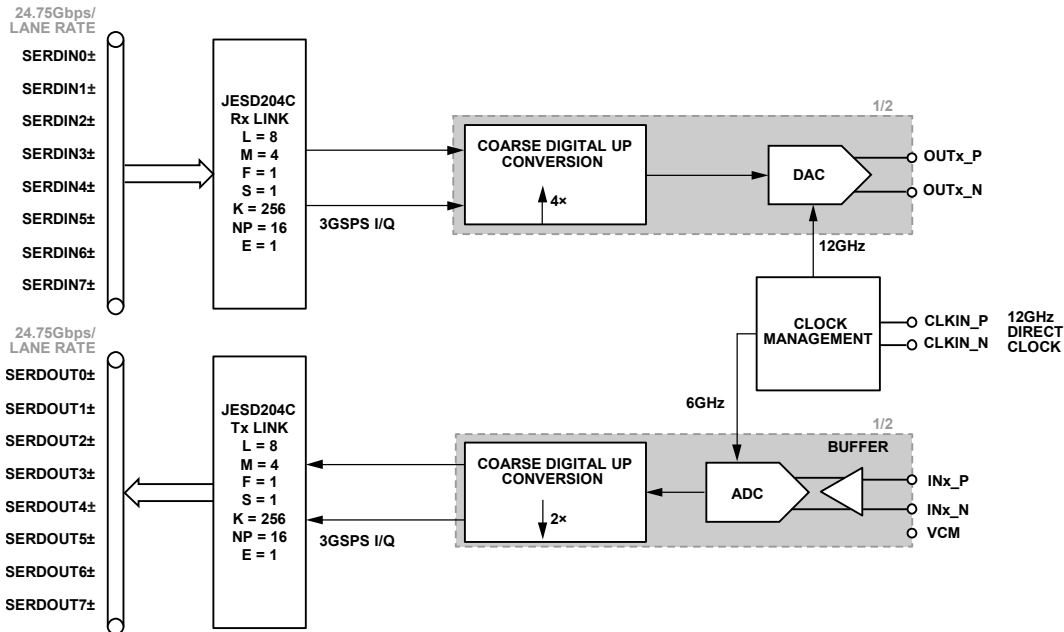 24.75Gbps/
LANE RATE
SERDIN0±
SERDIN1±
SERDIN2±
SERDIN3±
SERDIN4±
SERDIN5±
SERDIN6±
SERDIN7±
JESD204C
Rx LINK
L = 8
M = 4
F = 1
S = 1
K = 256
NP = 16
E = 1
3GSPS I/Q
1/2
COARSE DIGITAL UP
CONVERSION
4×
DAC
OUTx_P
OUTx_N
12GHz
CLOCK
MANAGEMENT
CLKIN_P
CLKIN_N
12GHz
DIRECT
CLOCK
6GHz
24.75Gbps/
LANE RATE
SERDOUT0±
SERDOUT1±
SERDOUT2±
SERDOUT3±
SERDOUT4±
SERDOUT5±
SERDOUT6±
SERDOUT7±
JESD204C
Tx LINK
L = 8
M = 4
F = 1
S = 1
K = 256
NP = 16
E = 1
3GSPS I/Q
1/2
COARSE DIGITAL UP
CONVERSION
2×
ADC
BUFFER
INx_P
INx_N
VCM